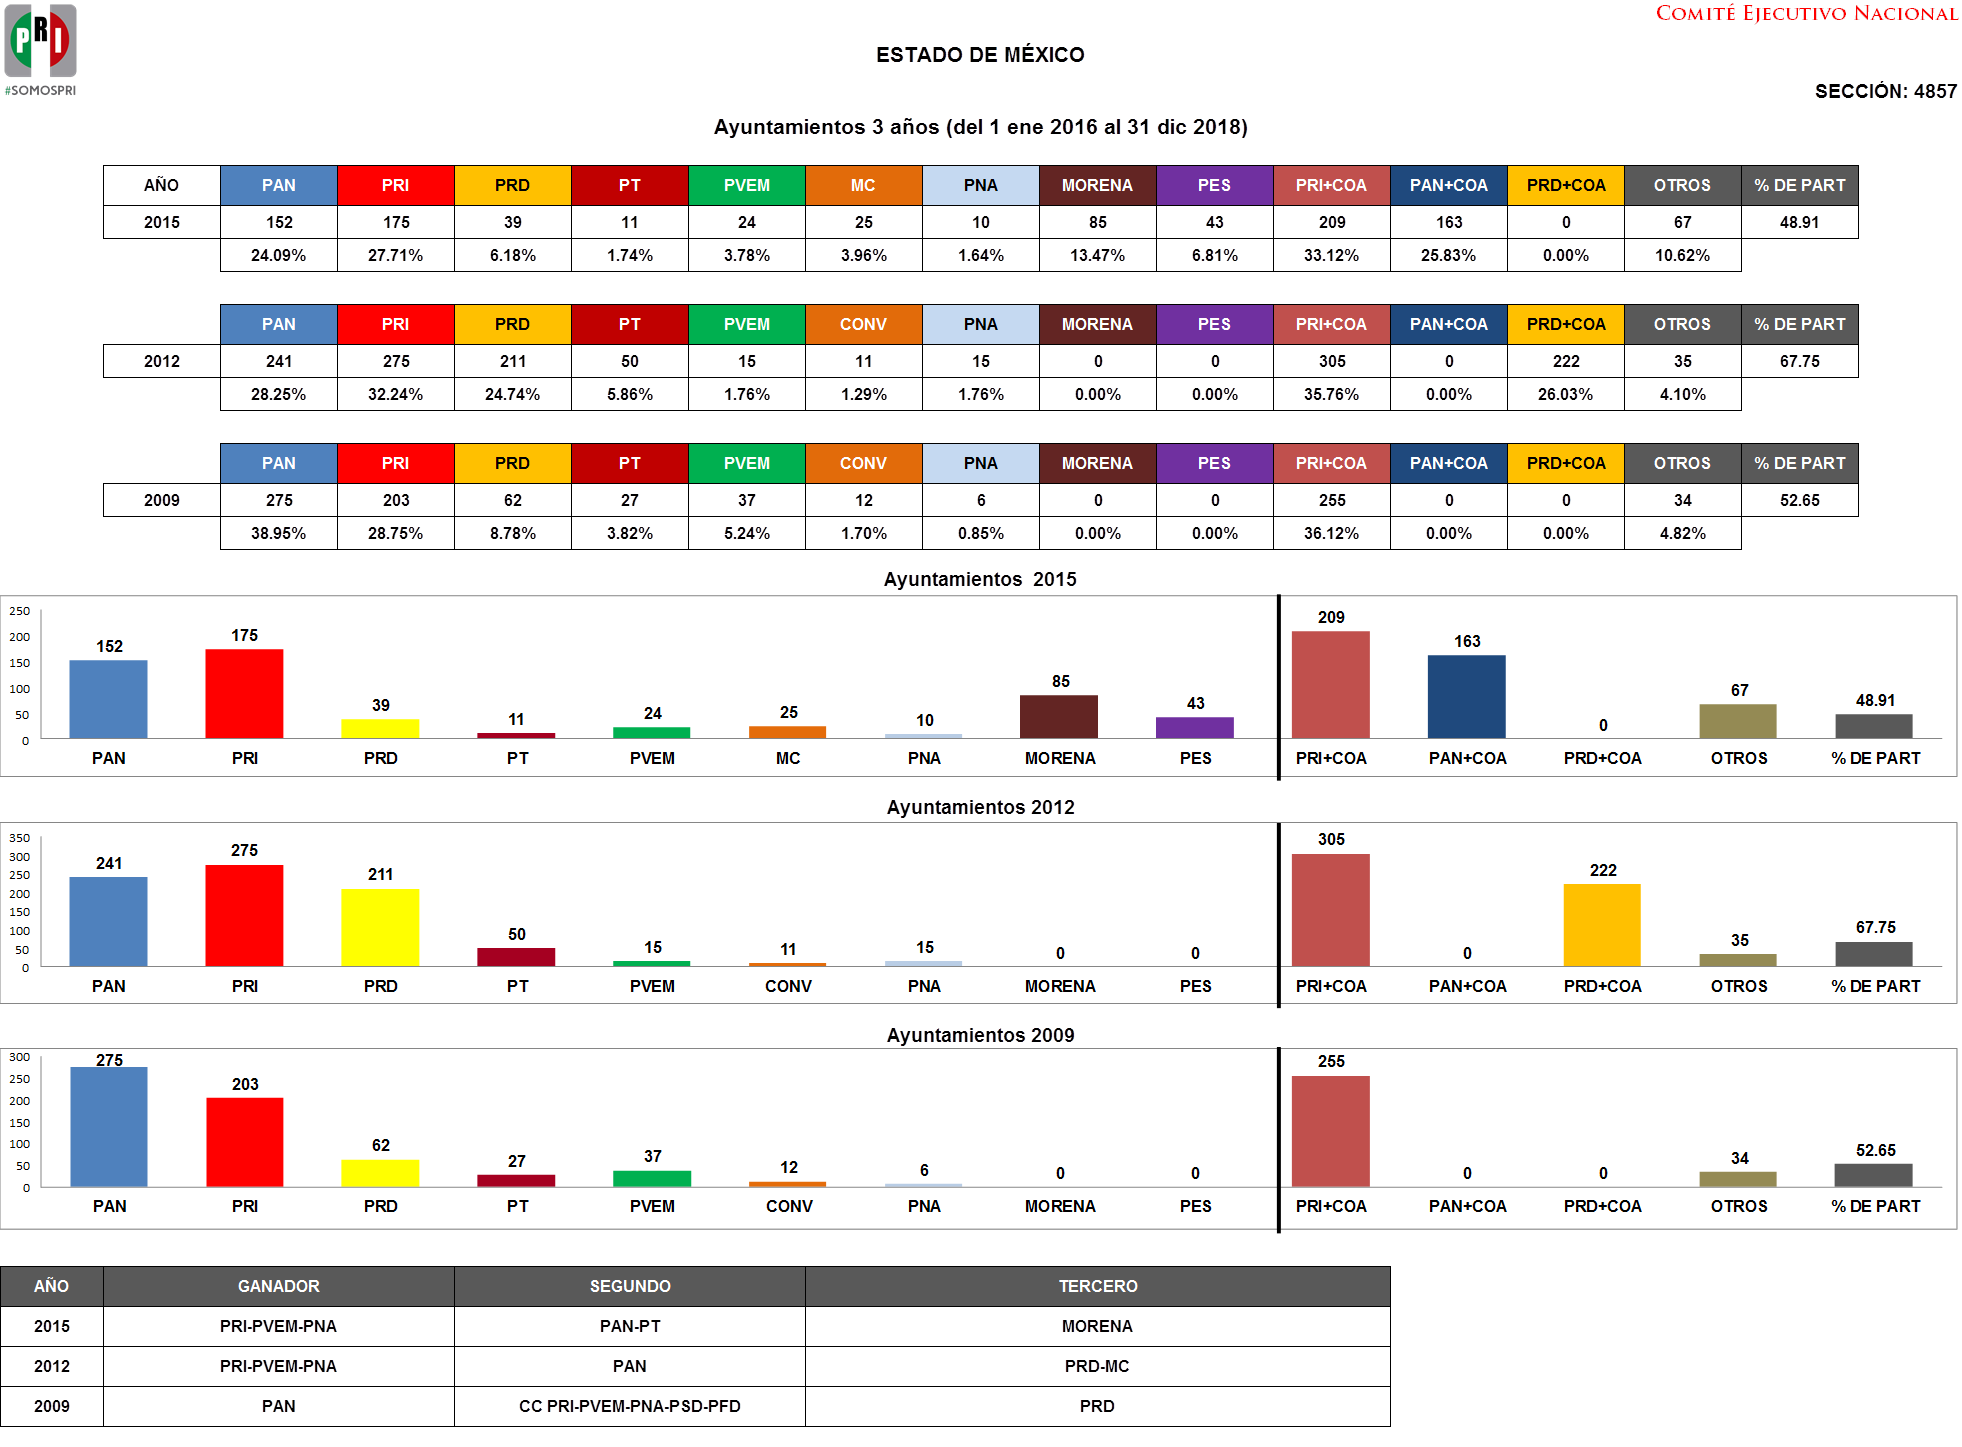 PRI
#SOMOSPRI
COMITÉ EJECUTIVO NACIONAL
ESTADO DE MÉXICO
SECCIÓN: 4857
Ayuntamientos 3 años (del 1 ene 2016 al 31 dic 2018)
AÑO PAN PRI PRD PT PVEM MC PNA MORENA PES PRI+COA PAN+COA PRD+COA OTROS % DE PART
2015 152 175 39 11 24 25 10 85 43 209 163 0 67 48.91
24.09% 27.71% 6.18% 1.74% 3.78% 3.96% 1.64% 13.47% 6.81% 33.12% 25.83% 0.00% 10.62%
PAN PRI PRD PT PVEM CONV PNA MORENA PES PRI+COA PAN+COA PRD+COA OTROS % DE PART
2012 241 275 211 50 15 11 15 0 0 305 0 222 35 67.75
28.25% 32.24% 24.74% 5.86% 1.76% 1.29% 1.76% 0.00% 0.00% 35.76% 0.00% 26.03% 4.10%
PAN PRI PRD PT PVEM CONV PNA MORENA PES PRI+COA PAN+COA PRD+COA OTROS % DE PART
2009 275 203 62 27 37 12 6 0 0 255 0 0 34 52.65
38.95% 28.75% 8.78% 3.82% 5.24% 1.70% 0.85% 0.00% 0.00% 36.12% 0.00% 0.00% 4.82%
Ayuntamientos 2015
250
200
150
100
50
0
152 175 39 11 24 25 10 85 43 209 163 0 67 48.91
PAN PRI PRD PT PVEM MC PNA MORENA PES PRI+COA PAN+COA PRD+COA OTROS % DE PART
Ayuntamientos 2012
350
300
250
200
150
100
50
0
241 275 211 50 15 11 15 0 0 305 0 222 35 67.75
PAN PRI PRD PT PVEM CONV PNA MORENA PES PRI+COA PAN+COA PRD+COA OTROS % DE PART
Ayuntamientos 2009
300
250
200
150
100
50
0
275 203 62 27 37 12 6 0 0 255 0 0 34 52.65
PAN PRI PRD PT PVEM CONV PNA MORENA PES PRI+COA PAN+COA PRD+COA OTROS % DE PART
AÑO GANADOR SEGUNDO TERCERO
2015 PRI-PVEM-PNA PAN-PT MORENA
2012 PRI-PVEM-PNA PAN PRD-MC
2009 PAN CC PRI-PVEM-PNA-PSD-PFD PRD